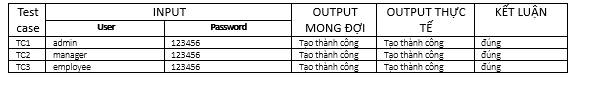 Test case INPUT OUTPUT MONG ĐỢI OUTPUT THỰC TẾ KẾT LUẬN
User Password
TC1 admin 123456 Tạo thành công Tạo thành công đúng
TC2 manager 123456 Tạo thành công Tạo thành công đúng
TC3 employee 123456 Tạo thành công Tạo thành công đúng